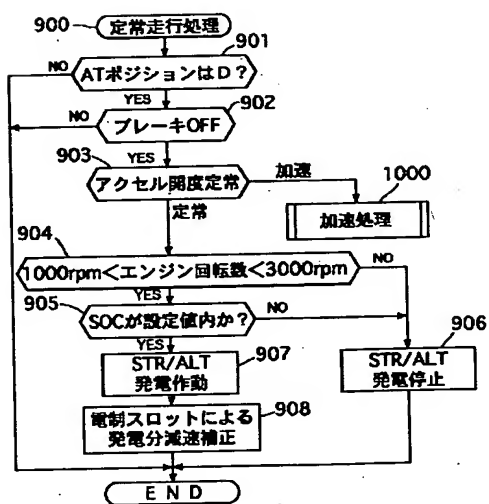 900
定常走行処理
901
NO
ATポジションはD?
YES
902
NO
ブレーキOFF
903
YES
アクセル開度定常
加速
1000
加速処理
定常
904
1000rpm<エンジン回転数<3000rpm
NO
YES
905
SOCが設定値内か?
NO
906
YES
907
STR/ALT
発電作動
STR/ALT
発電停止
908
電制スロットによる
発電分減速補正
END